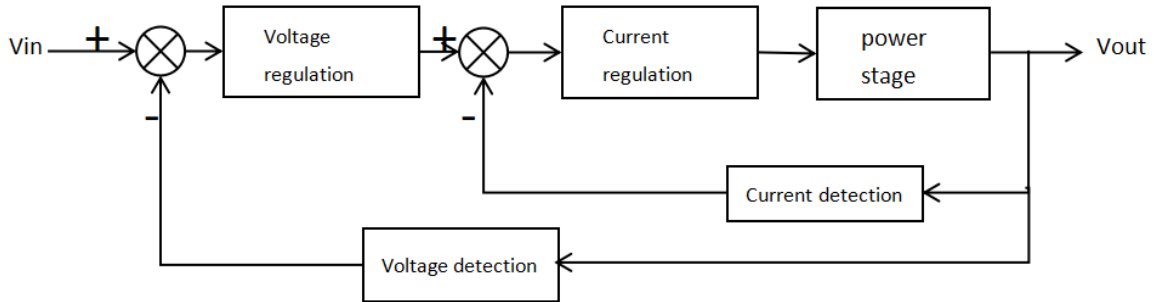 Vin
+
Voltage
regulation
+
Current
regulation
power
stage
Vout
-
-
Current detection
Voltage detection